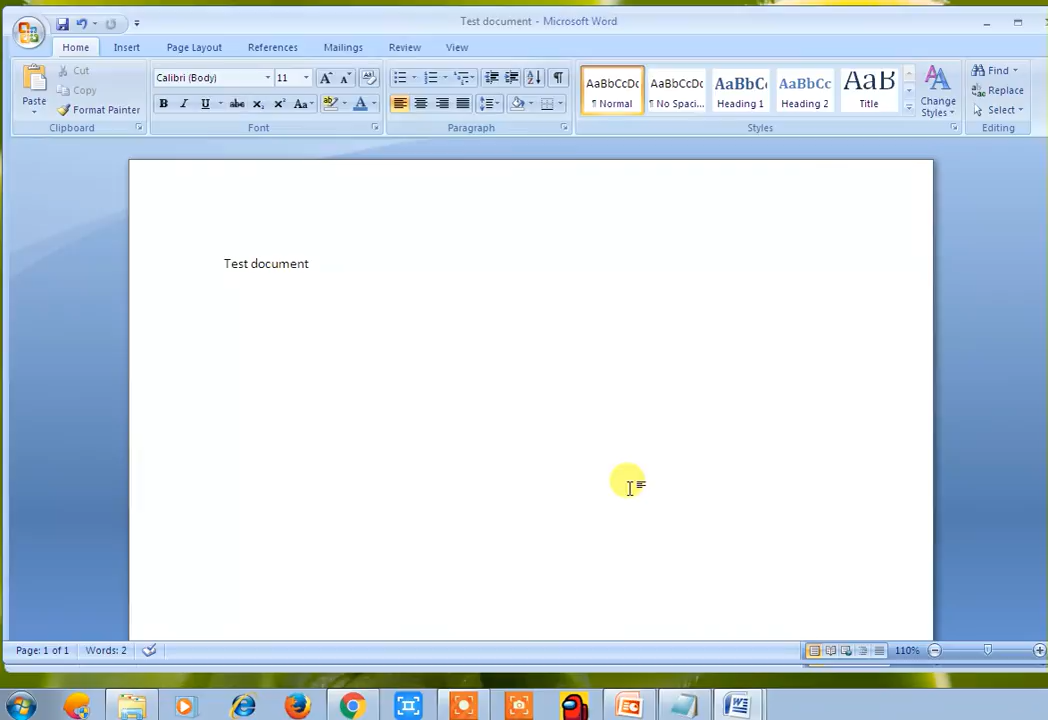 Test document - Microsoft Word
Home Insert Page Layout References Mailings Review View
Paste
Cut
Copy
Format Painter
Clipboard
Calibri (Body) 11
Font
Paragraph
AaBbCcDc AaBbCcDc AaBbC AaBbCc AaB
¶ Normal ¶ No Spaci... Heading 1 Heading 2 Title
Change
Styles
Styles
Find
Replace
Select
Editing
Test document
Page: 1 of 1 Words: 2 110%